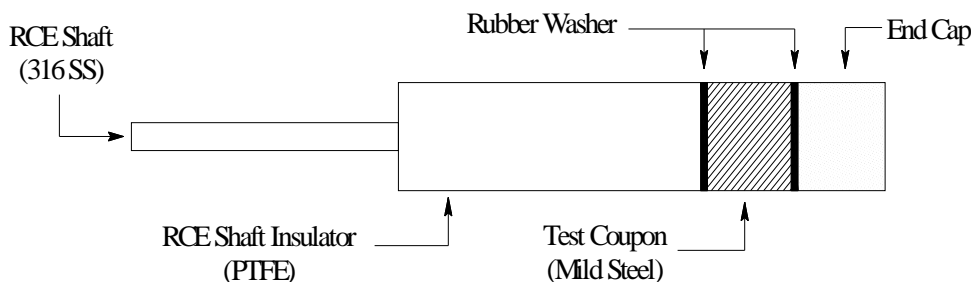 RCE Shaft
(316 SS)
Rubber Washer
End Cap
RCE Shaft Insulator
(PTFE)
Test Coupon
(Mild Steel)